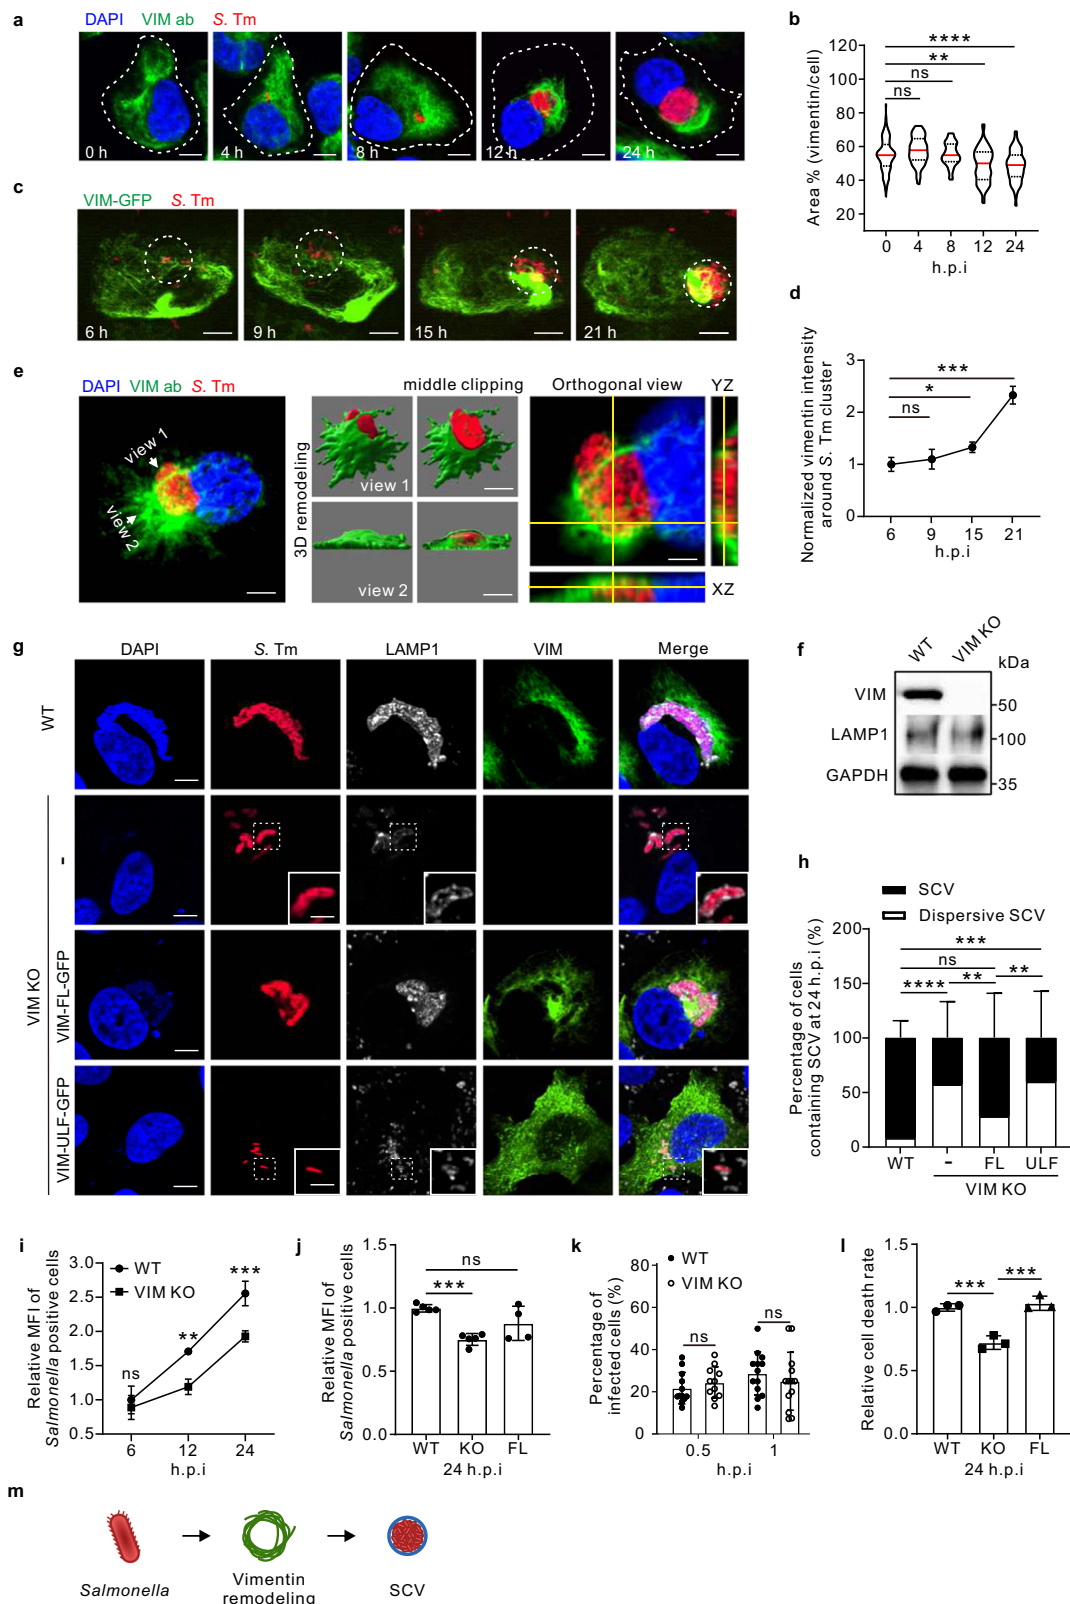 a
DAPI VIM ab S. Tm
0 h
4 h
8 h
12 h
24 h
b
Area % (vimentin/cell)
120
100
80
60
40
20
****
**
ns
ns
0 4 8 12 24
h.p.i
c
VIM-GFP S. Tm
6 h
9 h
15 h
21 h
d
Normalized vimentin intensity
around S. Tm cluster
3
2
1
0
***
*
ns
6 9 15 21
h.p.i
e
DAPI VIM ab S. Tm
view 1
view 2
3D remodeling
middle clipping
view 1
view 2
Orthogonal view
YZ
XZ
f
WT VIM KO
kDa
VIM
50
LAMP1
100
GAPDH
35
g
DAPI S. Tm LAMP1 VIM Merge
WT
VIM KO
-
VIM-FL-GFP
VIM-ULF-GFP
h
SCV
Dispersive SCV
Percentage of cells
containing SCV at 24 h.p.i (%)
200
150
100
50
0
***
ns
**** ** **
WT - FL ULF
VIM KO
i
Relative MFI of
Salmonella positive cells
3.0
2.5
2.0
1.5
1.0
0.5
WT
VIM KO
ns
**
***
6 12 24
h.p.i
j
Relative MFI of
Salmonella positive cells
1.5
1.0
0.5
0.0
ns
***
WT KO FL
24 h.p.i
k
Percentage of
infected cells (%)
80
60
40
20
0
WT
VIM KO
ns
ns
0.5 1
h.p.i
l
Relative cell death rate
1.5
1.0
0.5
0.0
*** ***
WT KO FL
24 h.p.i
m
Salmonella
Vimentin
remodeling
SCV